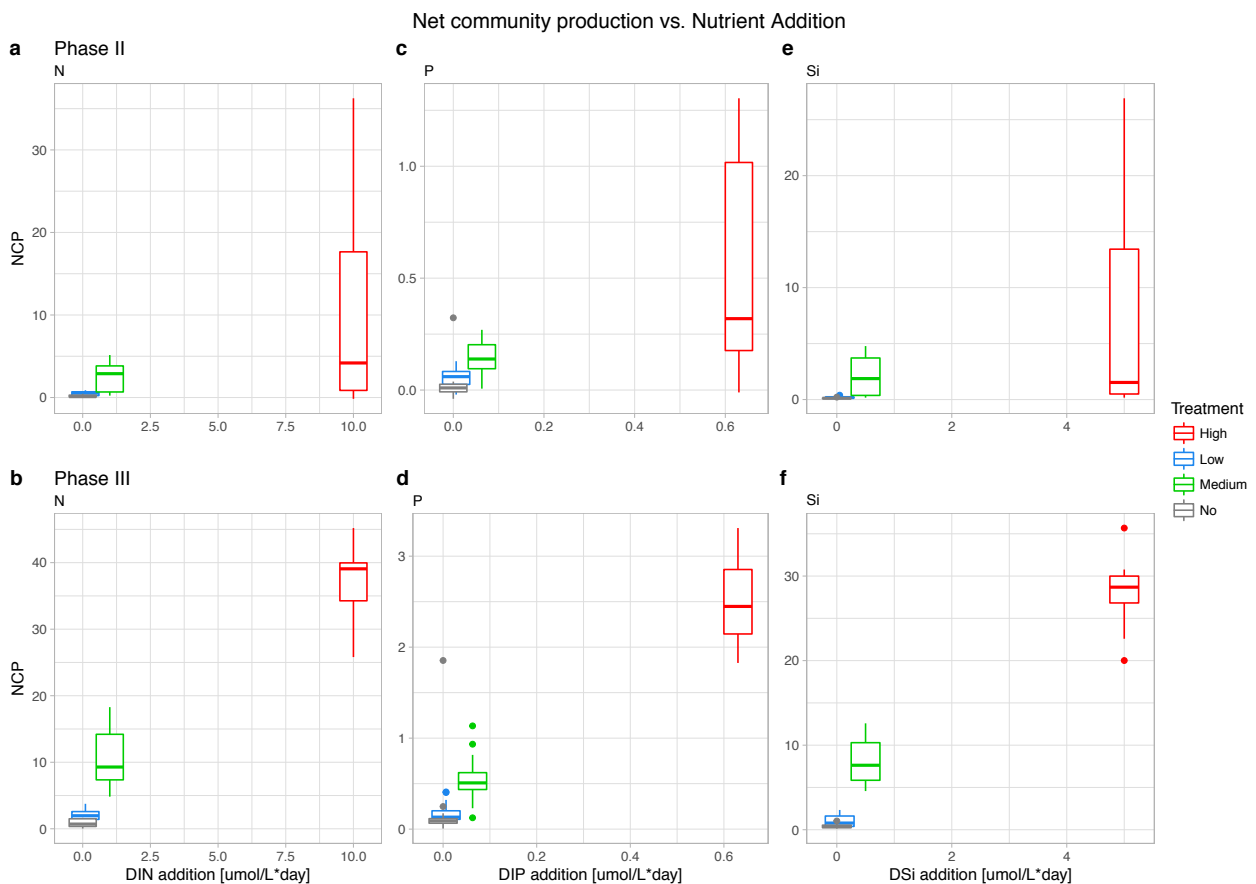 Net community production vs. Nutrient Addition
a Phase II
N
NCP
30
20
10
0
0.0 2.5 5.0 7.5 10.0
c
P
1.0
0.5
0.0
0.0 0.2 0.4 0.6
e
Si
20
10
0
0 2 4
Treatment
High
Low
Medium
No
b Phase III
N
NCP
40
30
20
10
0
0.0 2.5 5.0 7.5 10.0
DIN addition [umol/L*day]
d
P
3
2
1
0
0.0 0.2 0.4 0.6
DIP addition [umol/L*day]
f
Si
30
20
10
0
0 2 4
DSi addition [umol/L*day]